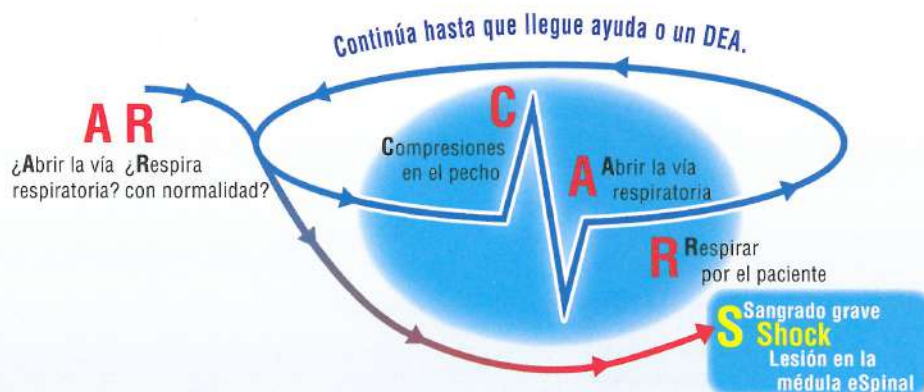 Continúa hasta que llegue ayuda o un DEA.
A R
¿Abrir la vía ¿Respira
respiratoria? con normalidad?
C
Compresiones
en el pecho
A Abrir la vía
respiratoria
R Respirar
por el paciente
S Sangrado grave
Shock
Lesión en la
médula eSpinal